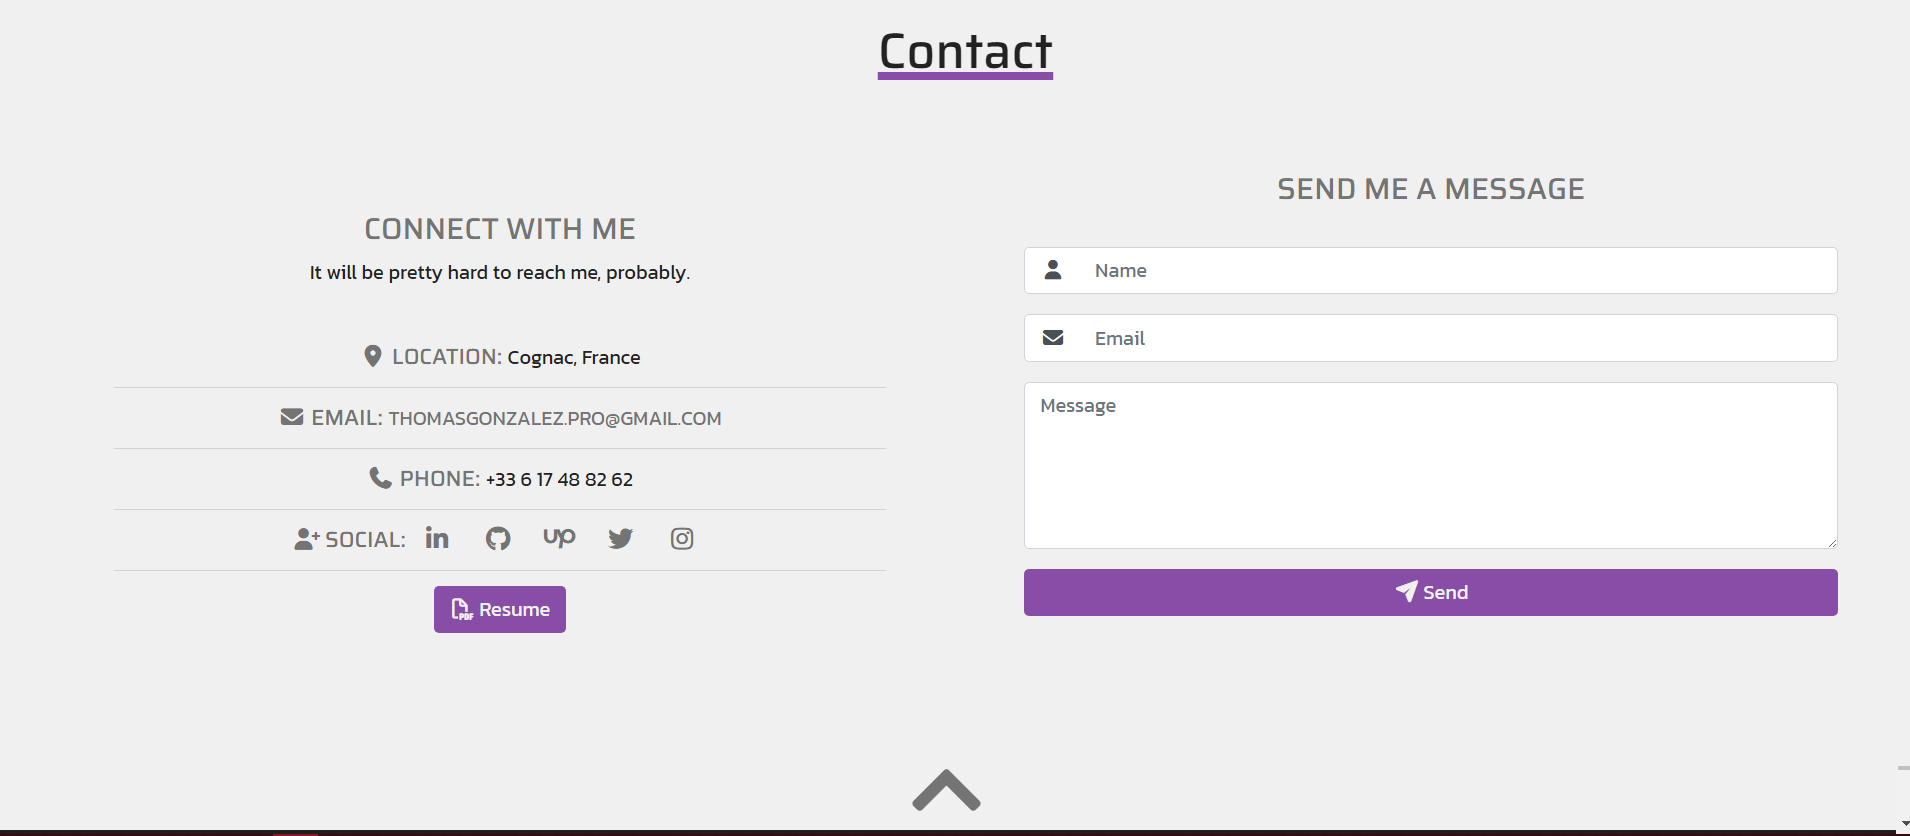 Contact
CONNECT WITH ME
It will be pretty hard to reach me, probably.
LOCATION: Cognac, France
EMAIL: THOMASGONZALEZ.PRO@GMAIL.COM
PHONE: +33 6 17 48 82 62
SOCIAL: in up
PDF Resume
SEND ME A MESSAGE
Name
Email
Message
Send